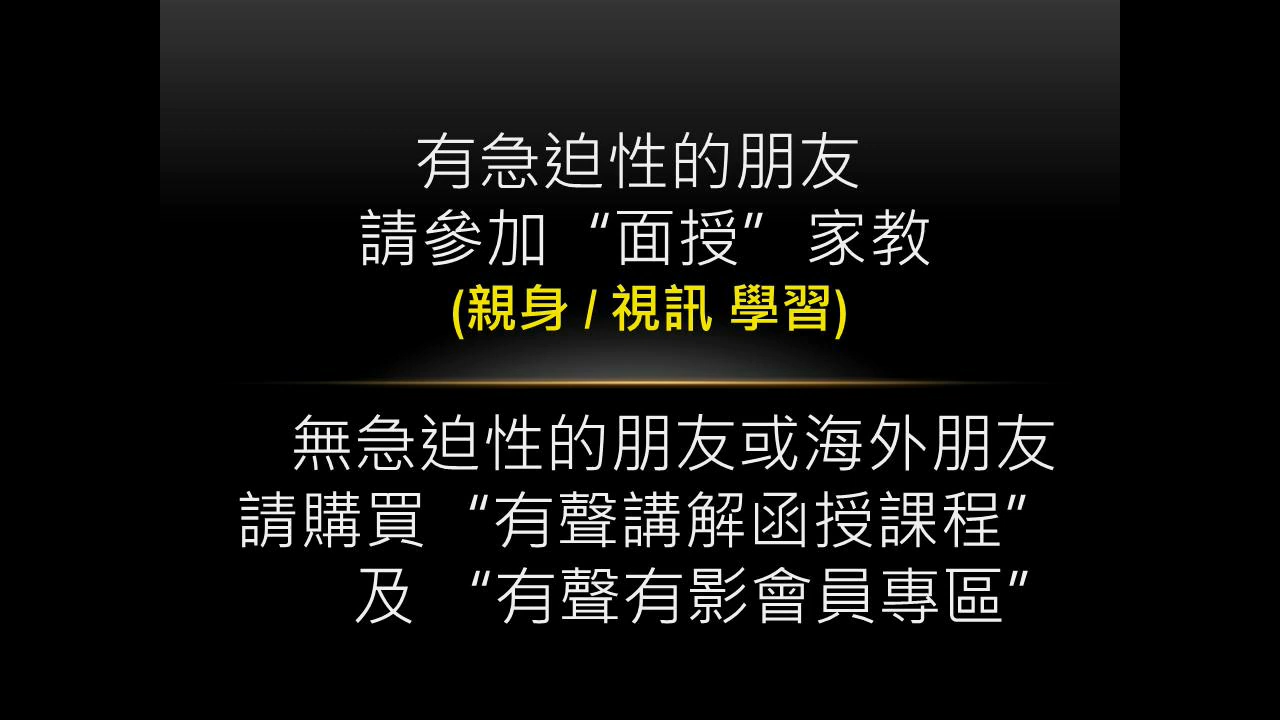 有急迫性的朋友
請參加 “面授” 家教
(親身 / 視訊 學習)
無急迫性的朋友或海外朋友
請購買 “有聲講解函授課程”
及 “有聲有影會員專區”